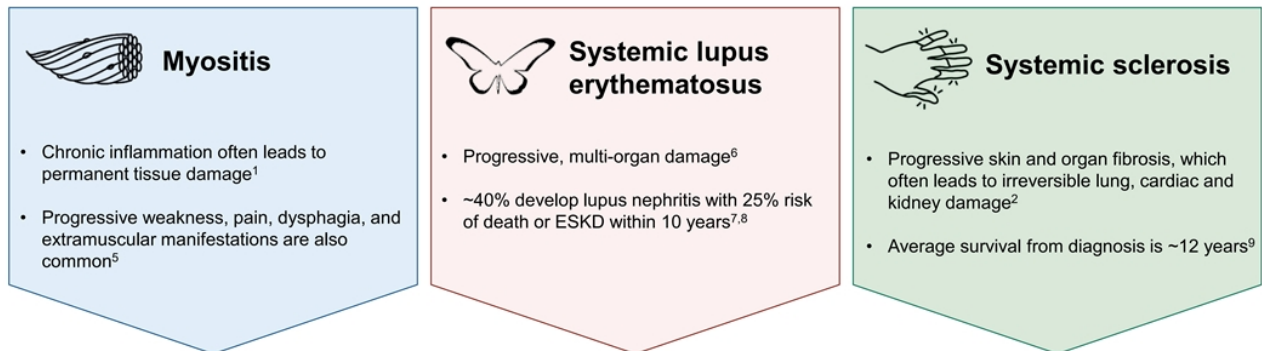 Myositis
• Chronic inflammation often leads to
permanent tissue damage¹
• Progressive weakness, pain, dysphagia, and
extramuscular manifestations are also
common⁵
Systemic lupus
erythematosus
• Progressive, multi-organ damage⁶
• ~40% develop lupus nephritis with 25% risk
of death or ESKD within 10 years⁷,⁸
Systemic sclerosis
• Progressive skin and organ fibrosis, which
often leads to irreversible lung, cardiac and
kidney damage²
• Average survival from diagnosis is ~12 years⁹